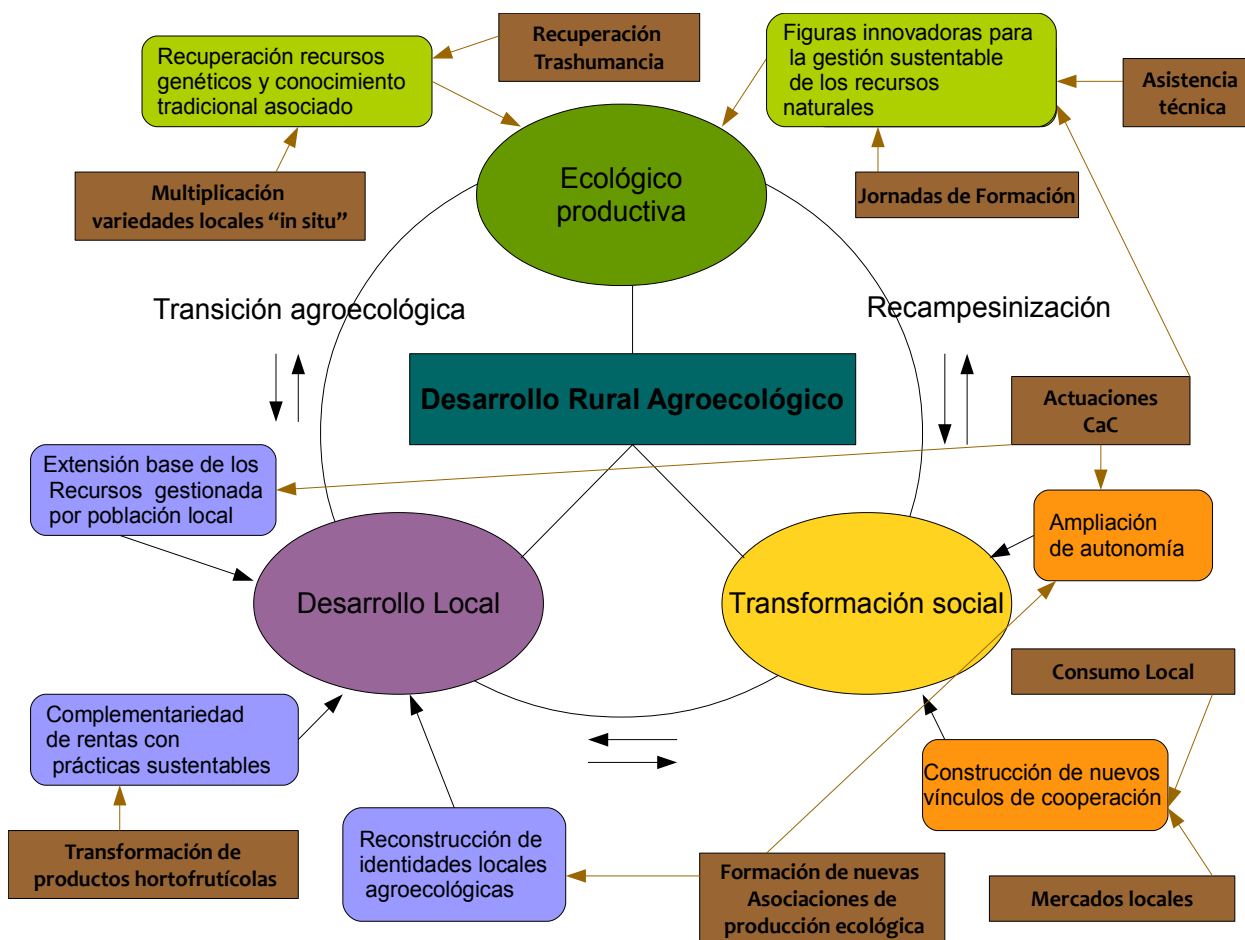 Recuperación recursos
genéticos y conocimiento
tradicional asociado
Recuperación
Trashumancia
Figuras innovadoras para
la gestión sustentable
de los recursos
naturales
Asistencia
técnica
Multiplicación
variedades locales “in situ”
Ecológico
productiva
Jornadas de Formación
Transición agroecológica
Recampesinización
Desarrollo Rural Agroecológico
Actuaciones
CaC
Extensión base de los
Recursos gestionada
por población local
Ampliación
de autonomía
Desarrollo Local
Transformación social
Consumo Local
Complementariedad
de rentas con
prácticas sustentables
Construcción de nuevos
vínculos de cooperación
Transformación de
productos hortofrutícolas
Reconstrucción de
identidades locales
agroecológicas
Formación de nuevas
Asociaciones de
producción ecológica
Mercados locales